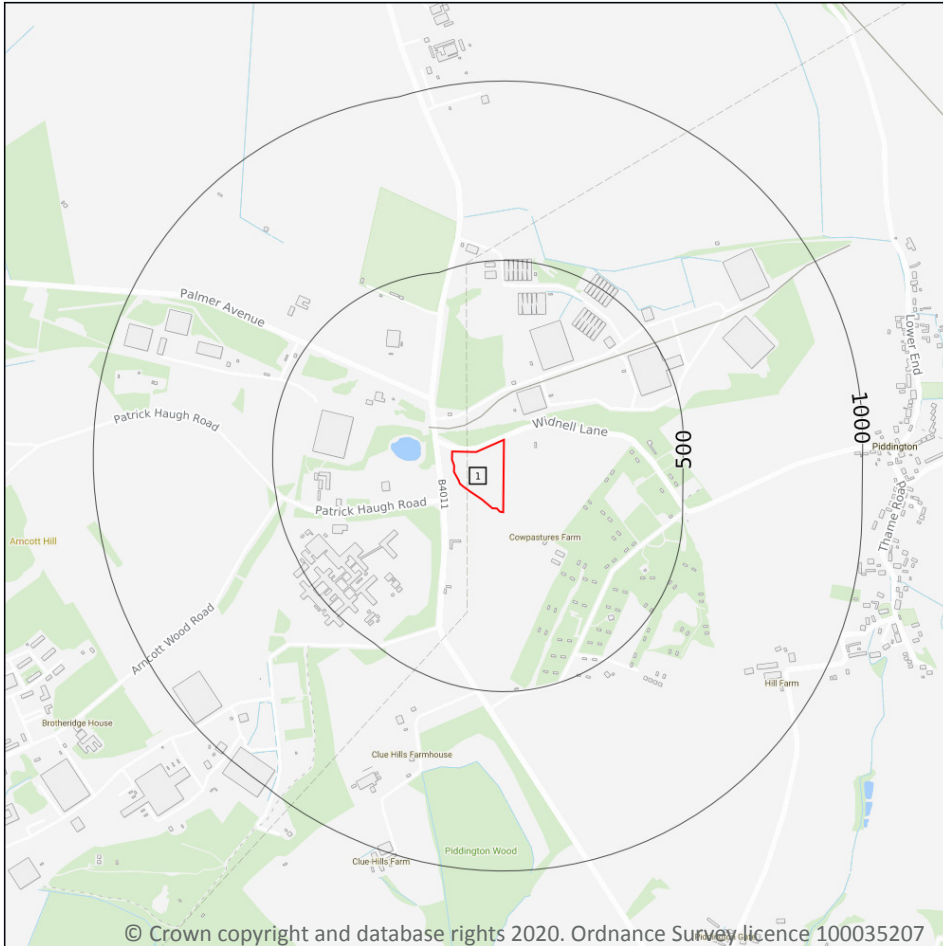 Palmer Avenue
Lower End
Patrick Haugh Road
1000
Widnell Lane
500
Piddington
1
B4011
Patrick Haugh Road
Thame Road
Arncott Hill
Cowpastures Farm
Arncott Wood Road
Hill Farm
Brotheridge House
Clue Hills Farmhouse
Piddington Wood
Clue Hills Farm
© Crown copyright and database rights 2020. Ordnance Survey licence 100035207